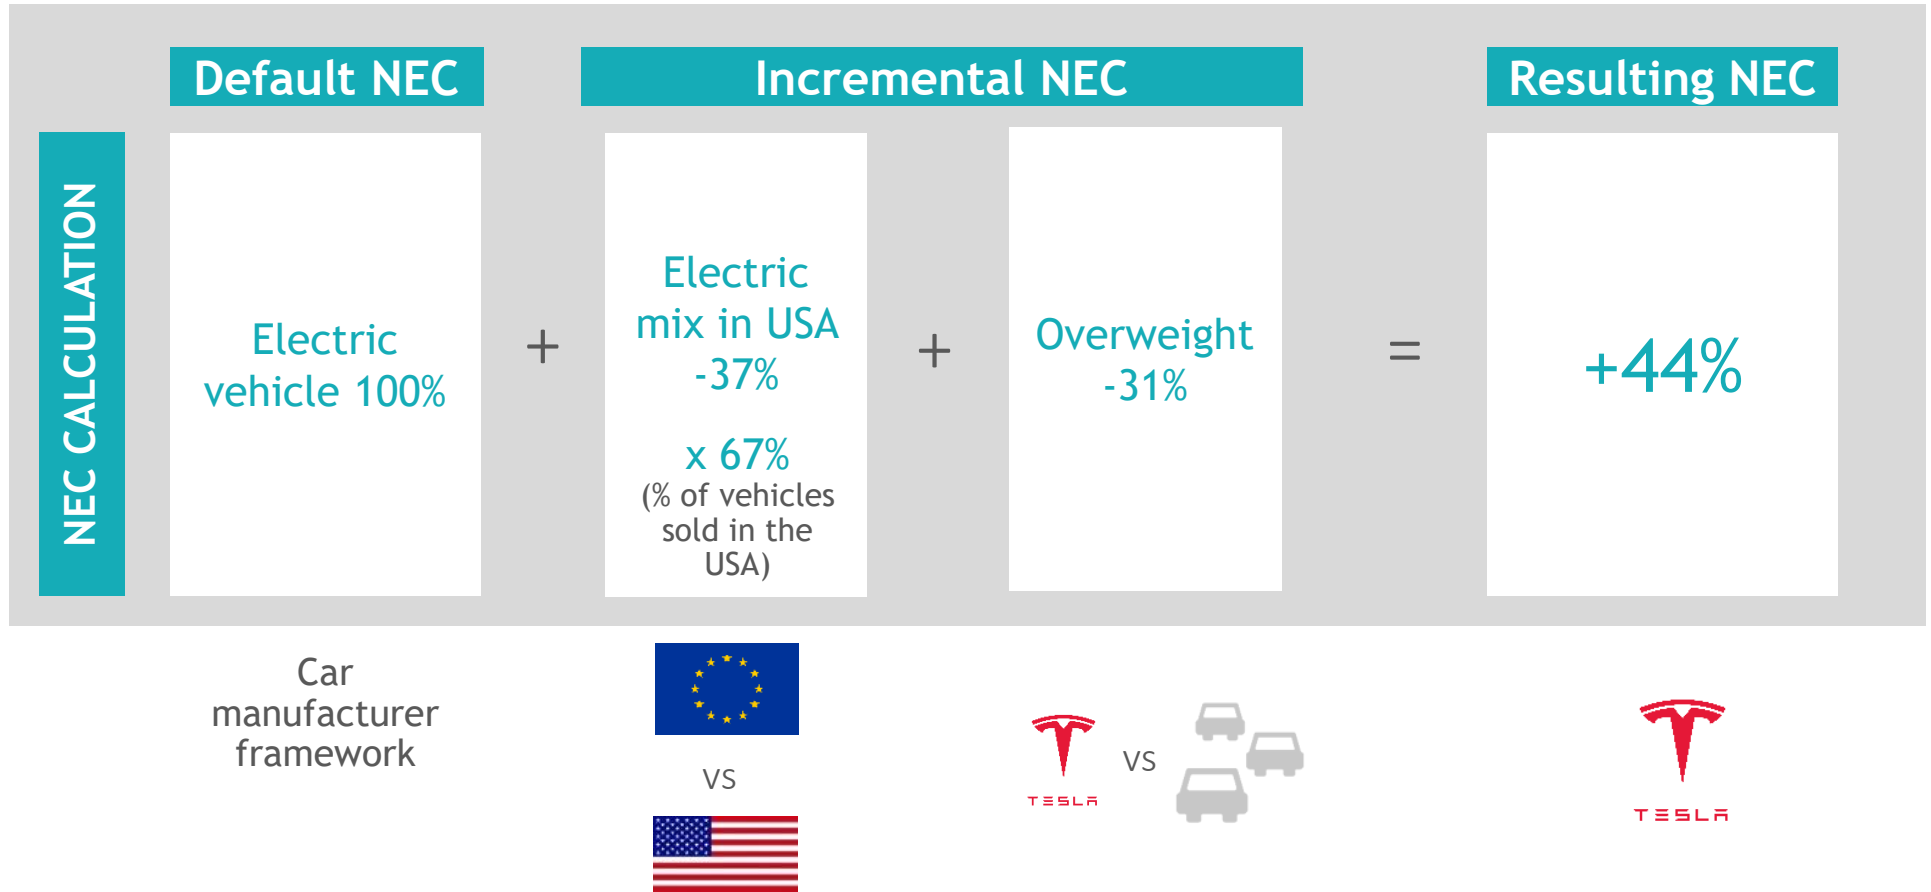 Default NEC
Incremental NEC
Resulting NEC
NEC CALCULATION
Electric
vehicle 100%
+
Electric
mix in USA
-37%
x 67%
(% of vehicles
sold in the
USA)
+
Overweight
-31%
=
+44%
Car
manufacturer
framework
VS
TESLA
VS
TESLA